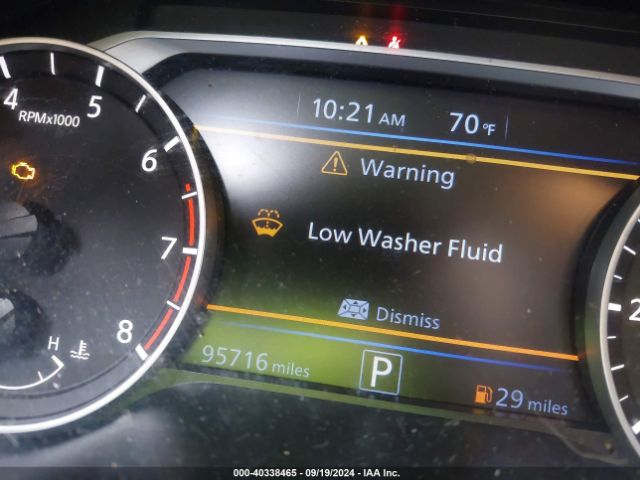 10:21 AM 70 °F
4 5 6 7 8
RPMx1000
Warning
Low Washer Fluid
Dismiss
H
95716 miles P 29 miles
2
000-40338465 - 09/19/2024 - IAA Inc.